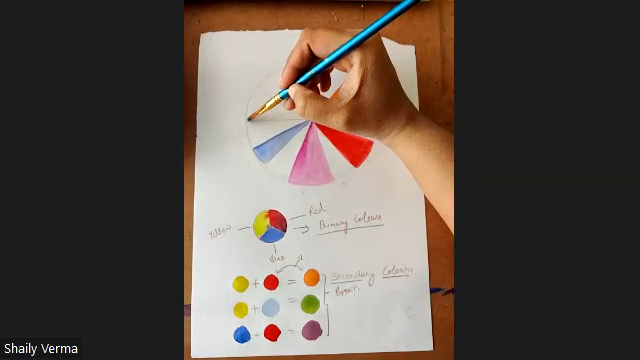 Red
Yellow
Primary Colours
Blue
Secondary Colours
Brown
+ =
+ =
+ =
Shaily Verma